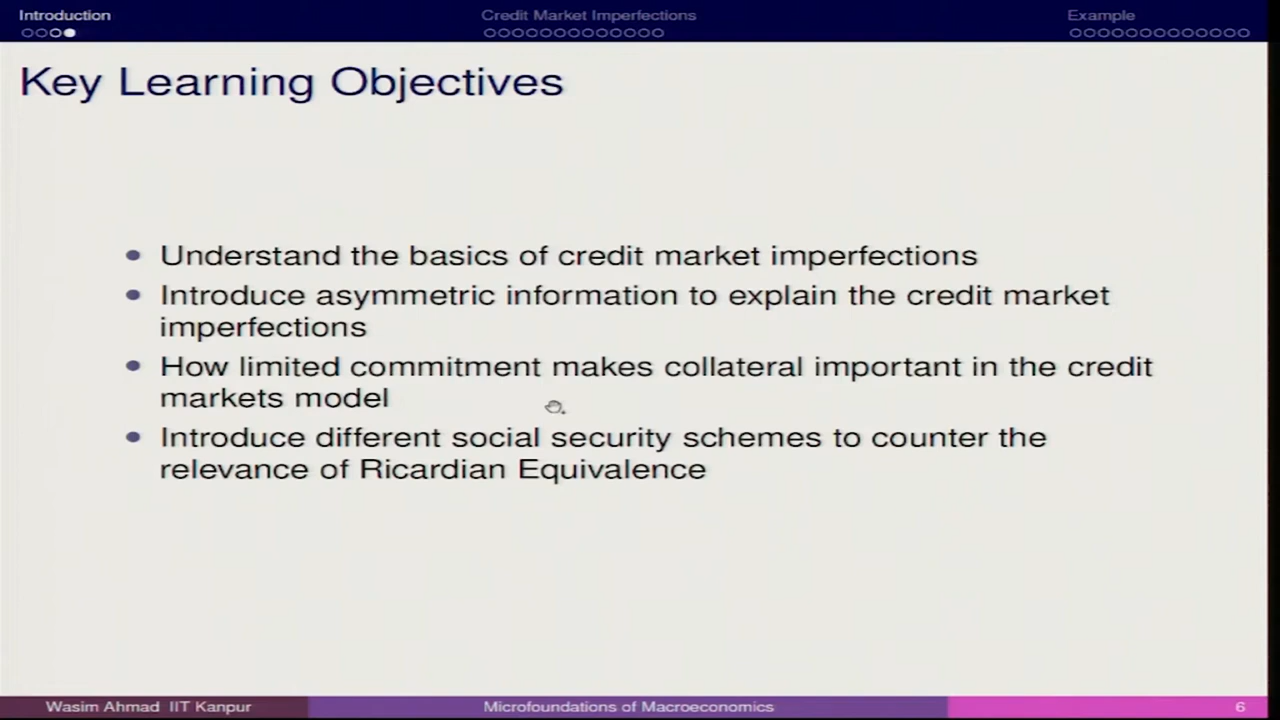 Introduction
Credit Market Imperfections
Example
Key Learning Objectives
Understand the basics of credit market imperfections
Introduce asymmetric information to explain the credit market
imperfections
How limited commitment makes collateral important in the credit
markets model
Introduce different social security schemes to counter the
relevance of Ricardian Equivalence
Wasim Ahmad IIT Kanpur
Microfoundations of Macroeconomics
6